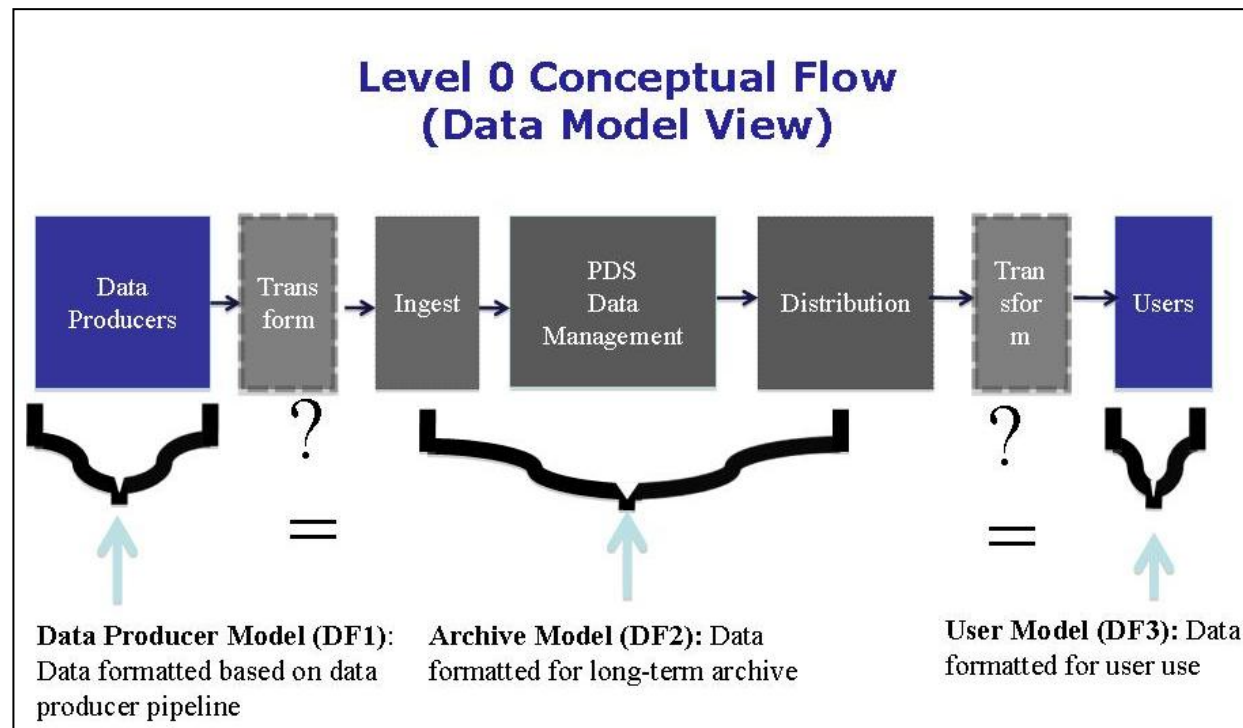 Level 0 Conceptual Flow
(Data Model View)
Data
Producers
Trans
form
Ingest
PDS
Data
Management
Distribution
Tran
sfor
m
Users
?
?
=
=
Data Producer Model (DF1):
Data formatted based on data
producer pipeline
Archive Model (DF2): Data
formatted for long-term archive
User Model (DF3): Data
formatted for user use